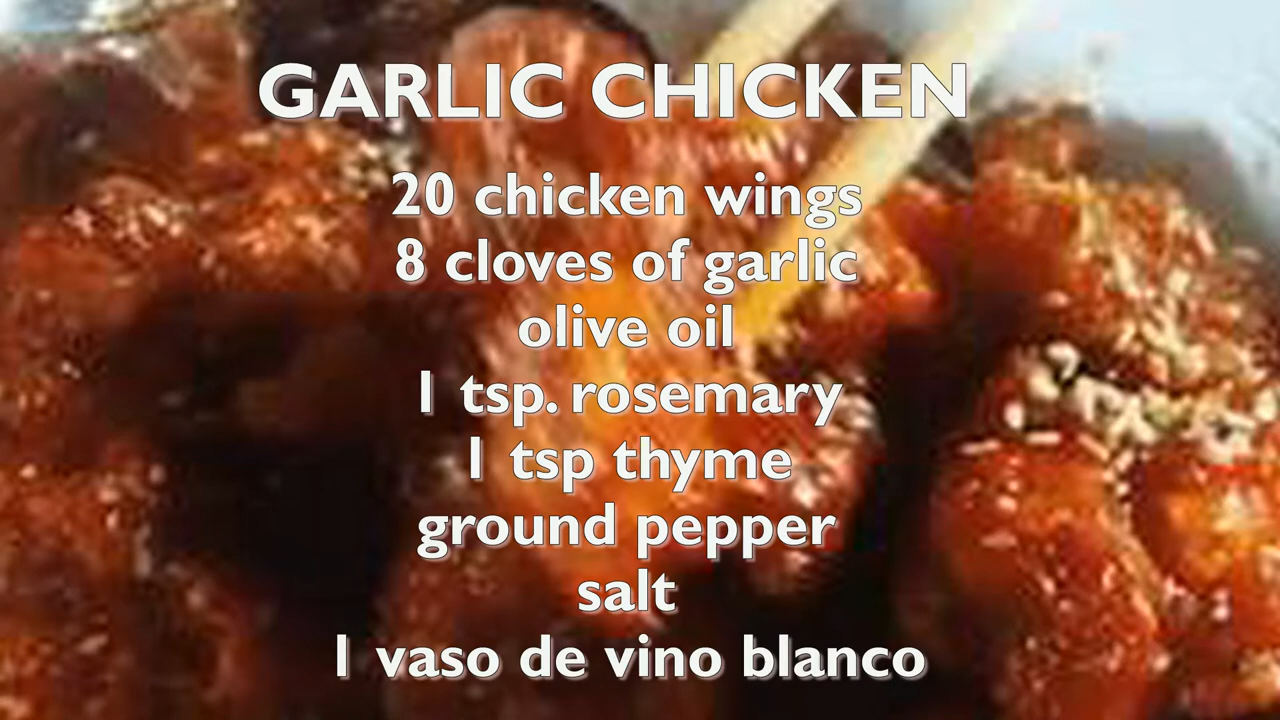 GARLIC CHICKEN
20 chicken wings
8 cloves of garlic
olive oil
1 tsp. rosemary
1 tsp thyme
ground pepper
salt
1 vaso de vino blanco